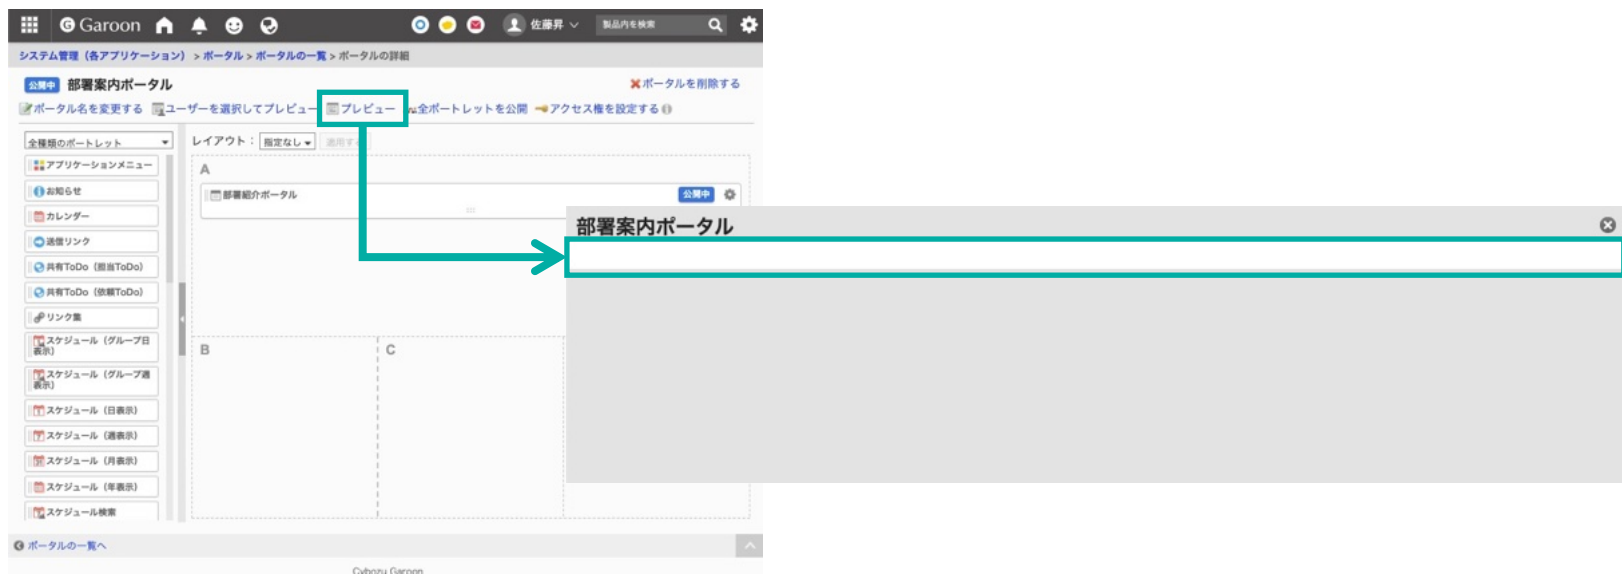 Garoon
佐藤昇
製品内を検索
システム管理（各アプリケーション） > ポータル > ポータルの一覧 > ポータルの詳細
公開中 部署案内ポータル
ポータルを削除する
ポータル名を変更する ユーザーを選択してプレビュー プレビュー 全ポートレットを公開 アクセス権を設定する
全種類のポートレット
レイアウト： 指定なし 適用する
アプリケーションメニュー
お知らせ
カレンダー
送信リンク
共有ToDo（担当ToDo）
共有ToDo（依頼ToDo）
リンク集
スケジュール（グループ日
表示）
スケジュール（グループ週
表示）
スケジュール（日表示）
スケジュール（週表示）
スケジュール（月表示）
スケジュール（年表示）
スケジュール検索
A
部署紹介ポータル 公開中
B
C
部署案内ポータル
ポータルの一覧へ
Cybozu Garoon